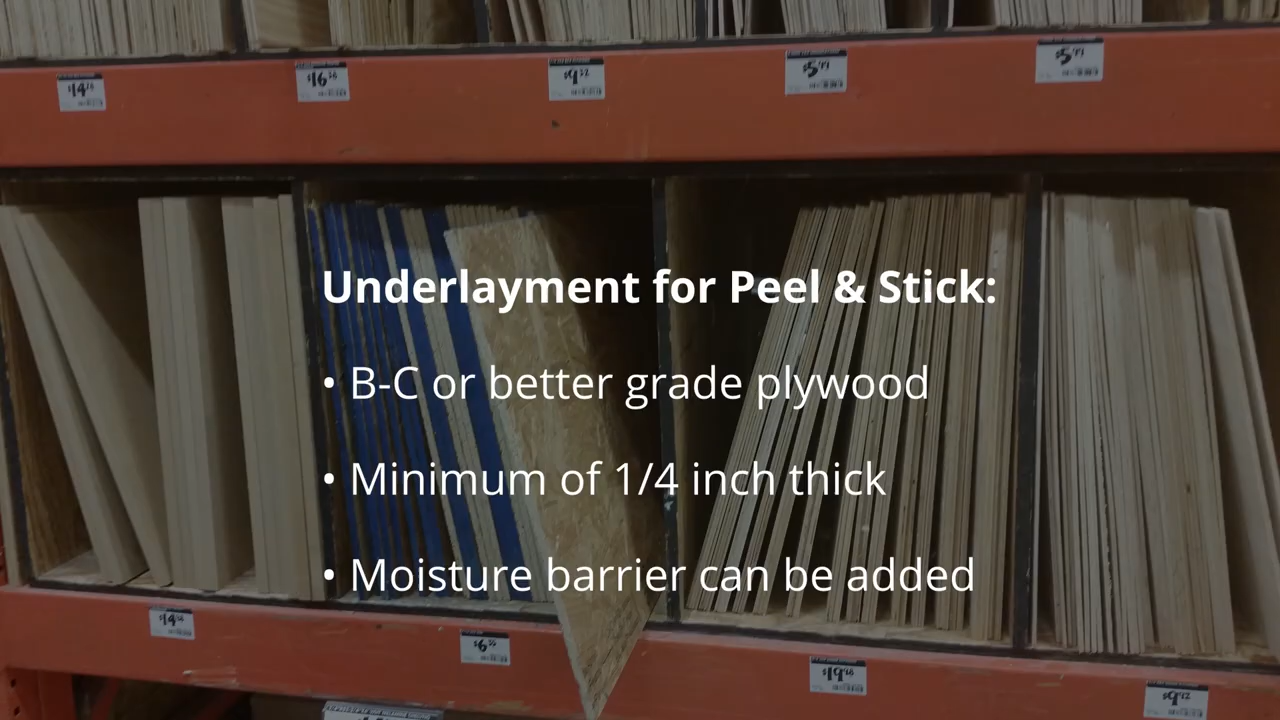 Underlayment for Peel & Stick:
• B-C or better grade plywood
• Minimum of 1/4 inch thick
• Moisture barrier can be added